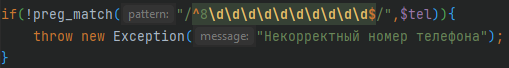 if(!preg_match( pattern: "/^8\d\d\d\d\d\d\d\d\d\d$/",$tel)){
throw new Exception( message: "Некорректный номер телефона");
}